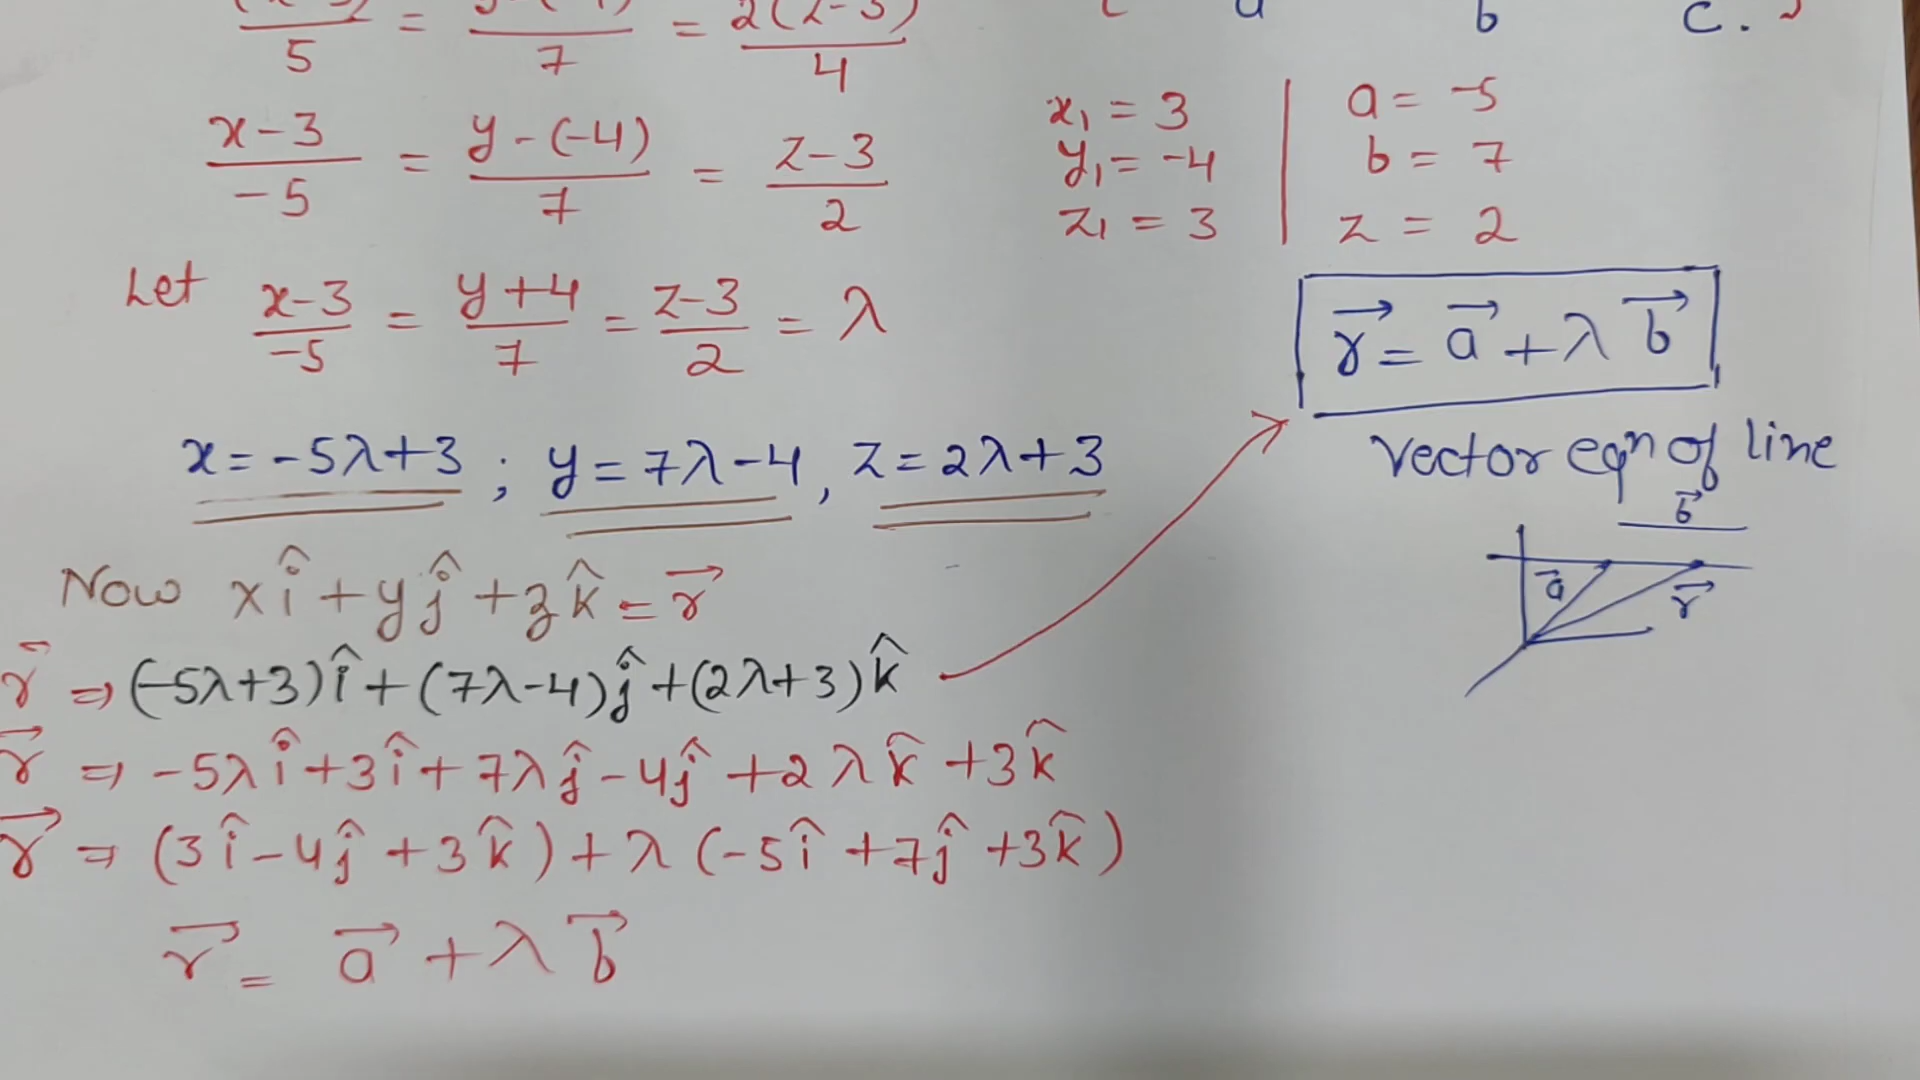 5 = 7 = 2(z-3)/4
a b c.
(x-3)/-5 = (y-(-4))/7 = (z-3)/2
x₁ = 3 | a = -5
y₁ = -4 | b = 7
z₁ = 3 | z = 2
Let (x-3)/-5 = (y+4)/7 = (z-3)/2 = λ
r⃗ = a⃗ + λ b⃗
Vector eqⁿ of line
x = -5λ+3 ; y = 7λ-4 , z = 2λ+3
b⃗
a⃗
r⃗
Now xî + yĵ + zk̂ = r⃗
r⃗ ⇒ (-5λ+3)î + (7λ-4)ĵ + (2λ+3)k̂
r⃗ ⇒ -5λî + 3î + 7λĵ - 4ĵ + 2λk̂ + 3k̂
r⃗ ⇒ (3î - 4ĵ + 3k̂) + λ (-5î + 7ĵ + 3k̂)
r⃗ = a⃗ + λ b⃗